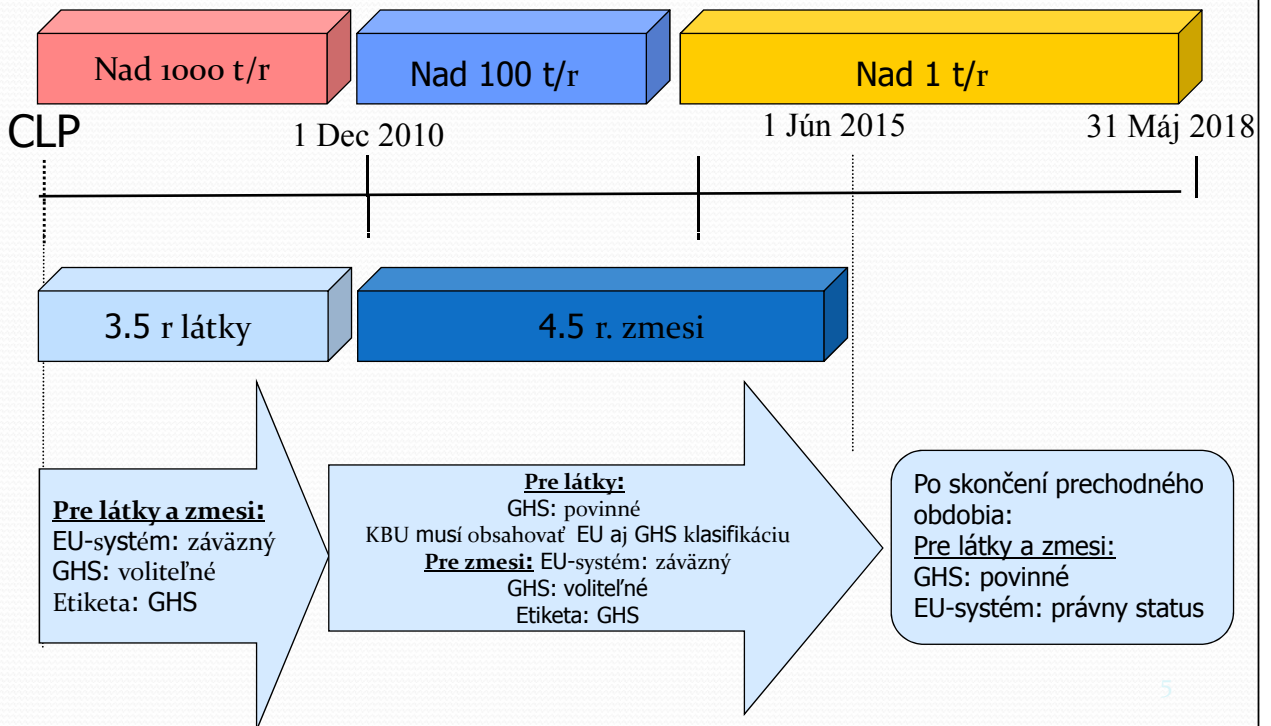 Nad 1000 t/r
Nad 100 t/r
Nad 1 t/r
CLP
1 Dec 2010
1 Jún 2015
31 Máj 2018
3.5 r látky
4.5 r. zmesi
Pre látky a zmesi:
EU-systém: záväzný
GHS: voliteľné
Etiketa: GHS
Pre látky:
GHS: povinné
KBU musí obsahovať EU aj GHS klasifikáciu
Pre zmesi: EU-systém: záväzný
GHS: voliteľné
Etiketa: GHS
Po skončení prechodného
obdobia:
Pre látky a zmesi:
GHS: povinné
EU-systém: právny status
5